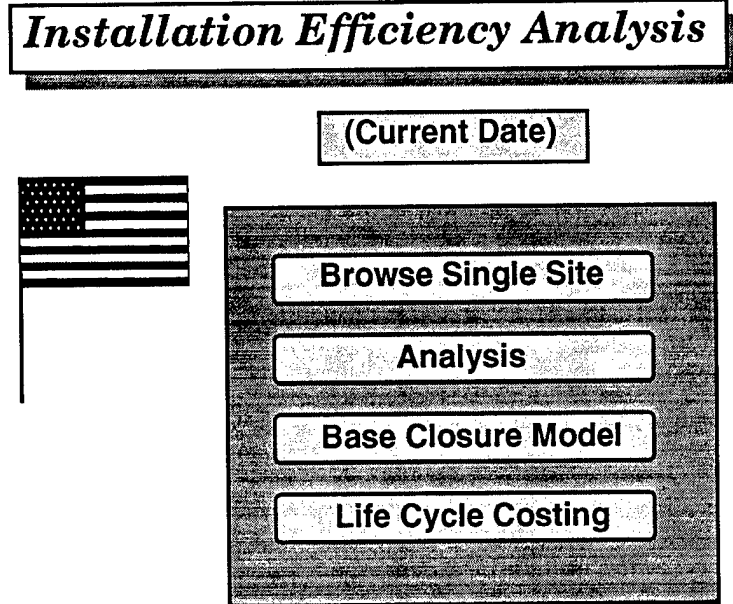 Installation Efficiency Analysis
(Current Date)
Browse Single Site
Analysis
Base Closure Model
Life Cycle Costing